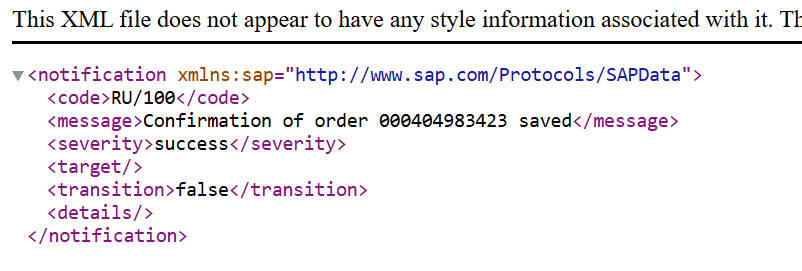 This XML file does not appear to have any style information associated with it. Th
▼<notification xmlns:sap="http://www.sap.com/Protocols/SAPData">
<code>RU/100</code>
<message>Confirmation of order 000404983423 saved</message>
<severity>success</severity>
<target/>
<transition>false</transition>
<details/>
</notification>